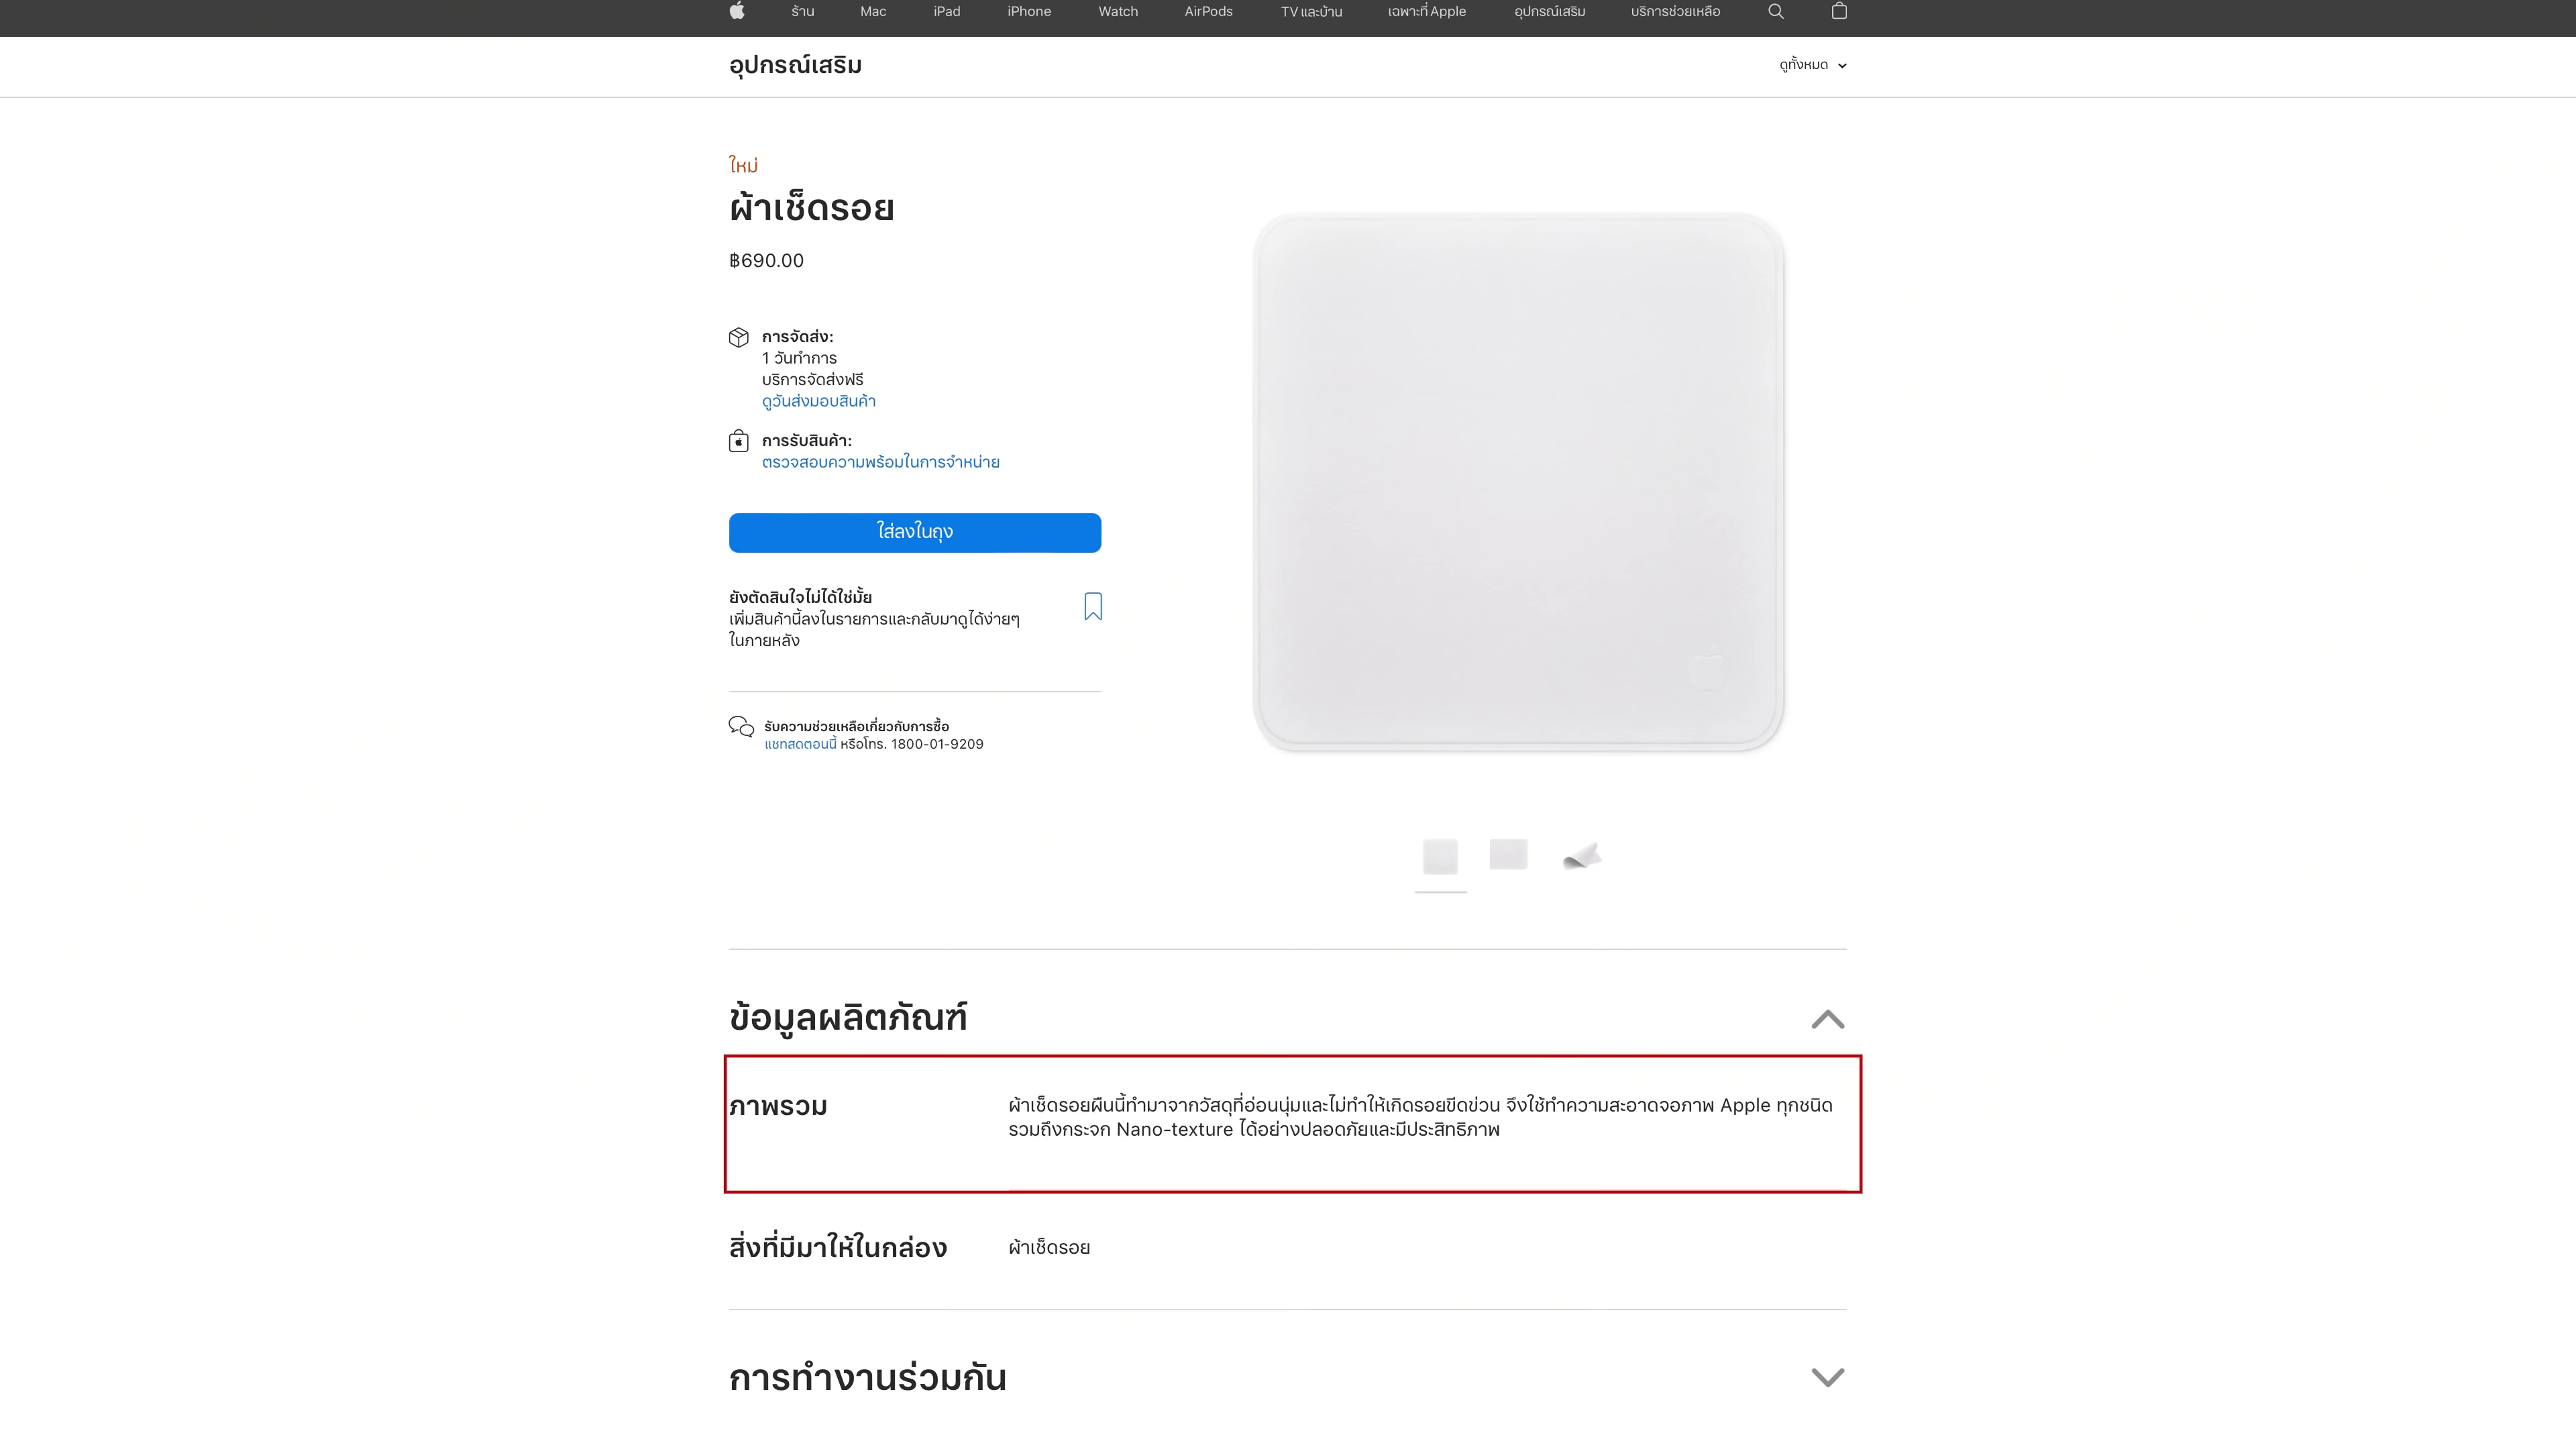 ร้าน Mac iPad iPhone Watch AirPods TV และบ้าน เฉพาะที่ Apple อุปกรณ์เสริม บริการช่วยเหลือ
อุปกรณ์เสริม
ดูทั้งหมด
ใหม่
ผ้าเช็ดรอย
฿690.00
การจัดส่ง:
1 วันทำการ
บริการจัดส่งฟรี
ดูวันส่งมอบสินค้า
การรับสินค้า:
ตรวจสอบความพร้อมในการจำหน่าย
ใส่ลงในถุง
ยังตัดสินใจไม่ได้ใช่มั้ย
เพิ่มสินค้านี้ลงในรายการและกลับมาดูได้ง่ายๆ
ในภายหลัง
รับความช่วยเหลือเกี่ยวกับการซื้อ
แชทสดตอนนี้ หรือโทร. 1800-01-9209
ข้อมูลผลิตภัณฑ์
ภาพรวม
ผ้าเช็ดรอยผืนนี้ทำมาจากวัสดุที่อ่อนนุ่มและไม่ทำให้เกิดรอยขีดข่วน จึงใช้ทำความสะอาดจอภาพ Apple ทุกชนิด
รวมถึงกระจก Nano-texture ได้อย่างปลอดภัยและมีประสิทธิภาพ
สิ่งที่มีมาให้ในกล่อง
ผ้าเช็ดรอย
การทำงานร่วมกัน